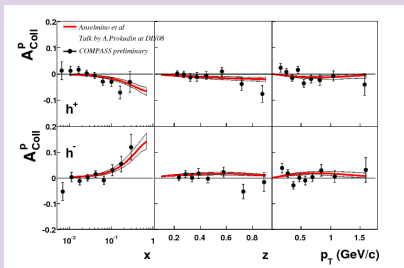 A^p_Coll
0.2
0.1
0
-0.1
Anselmino et al
Talk by A.Prokudin at DIS08
COMPASS preliminary
h^+
A^p_Coll
0.2
0.1
0
-0.1
-0.2
h^-
10^-2 10^-1 1 0.2 0.4 0.6 0.8 0.5 1 1.5
x z p_T (GeV/c)